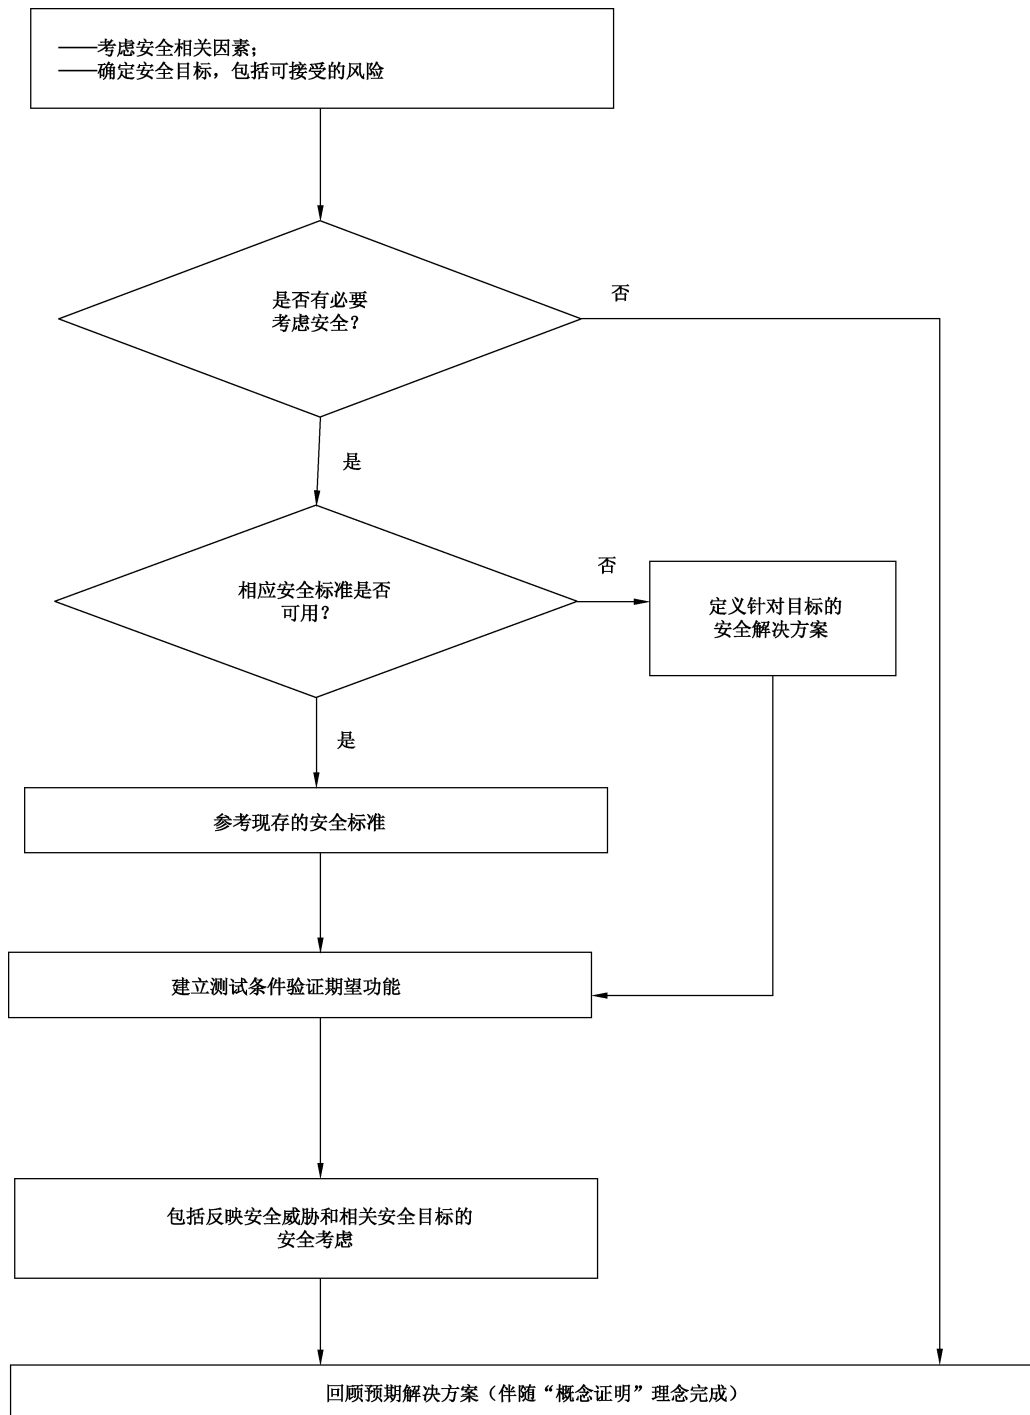 ——考虑安全相关因素；
——确定安全目标，包括可接受的风险
是否有必要
考虑安全？
否
是
相应安全标准是否
可用？
否
定义针对目标的
安全解决方案
是
参考现存的安全标准
建立测试条件验证期望功能
包括反映安全威胁和相关安全目标的
安全考虑
回顾预期解决方案（伴随“概念证明”理念完成）